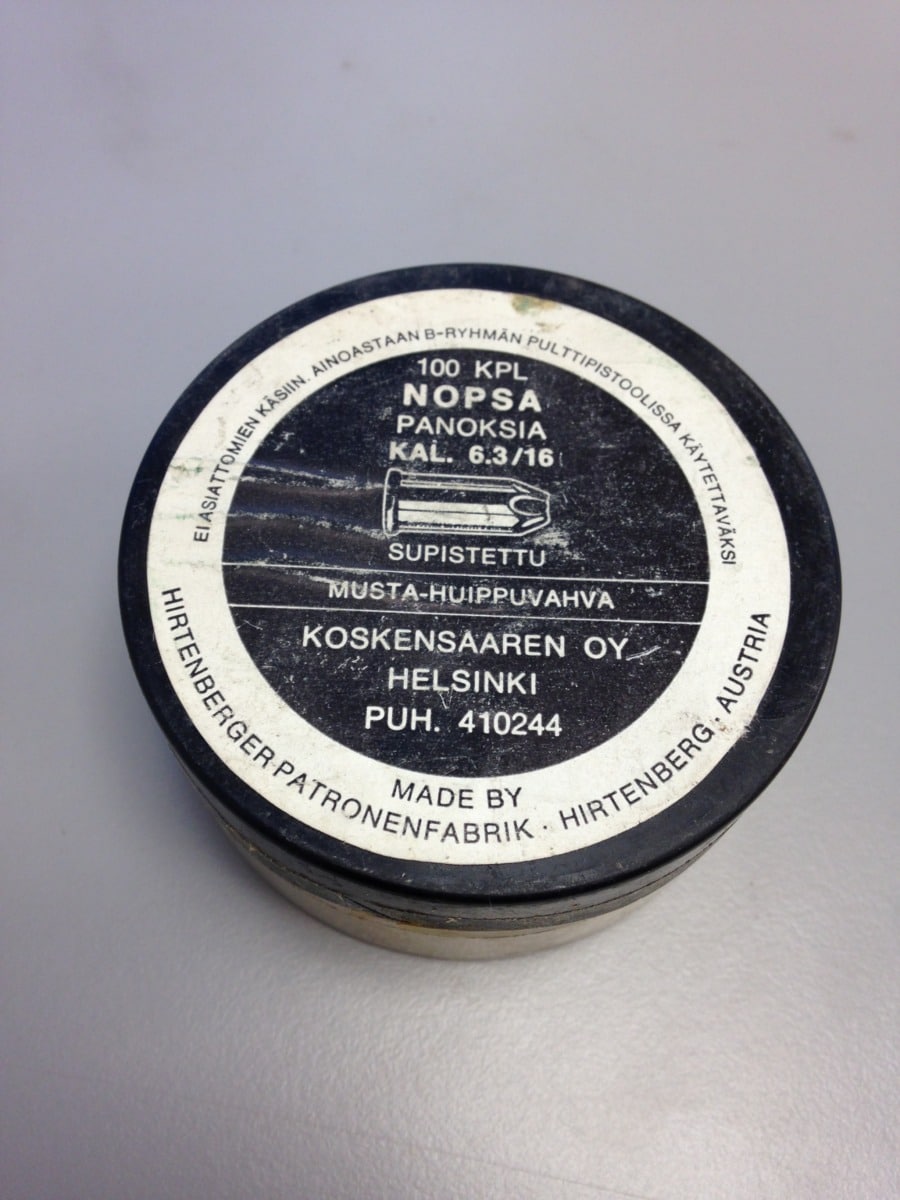 EI ASIATTOMIEN KÄSIIN. AINOASTAAN B-RYHMÄN PULTTIPISTOOLISSA KÄYTETTÄVÄKSI
100 KPL
NOPSA
PANOKSIA
KAL. 6.3/16
SUPISTETTU
MUSTA-HUIPPUVAHVA
KOSKENSAAREN OY
HELSINKI
PUH. 410244
MADE BY
HIRTENBERGER PATRONENFABRIK · HIRTENBERG · AUSTRIA